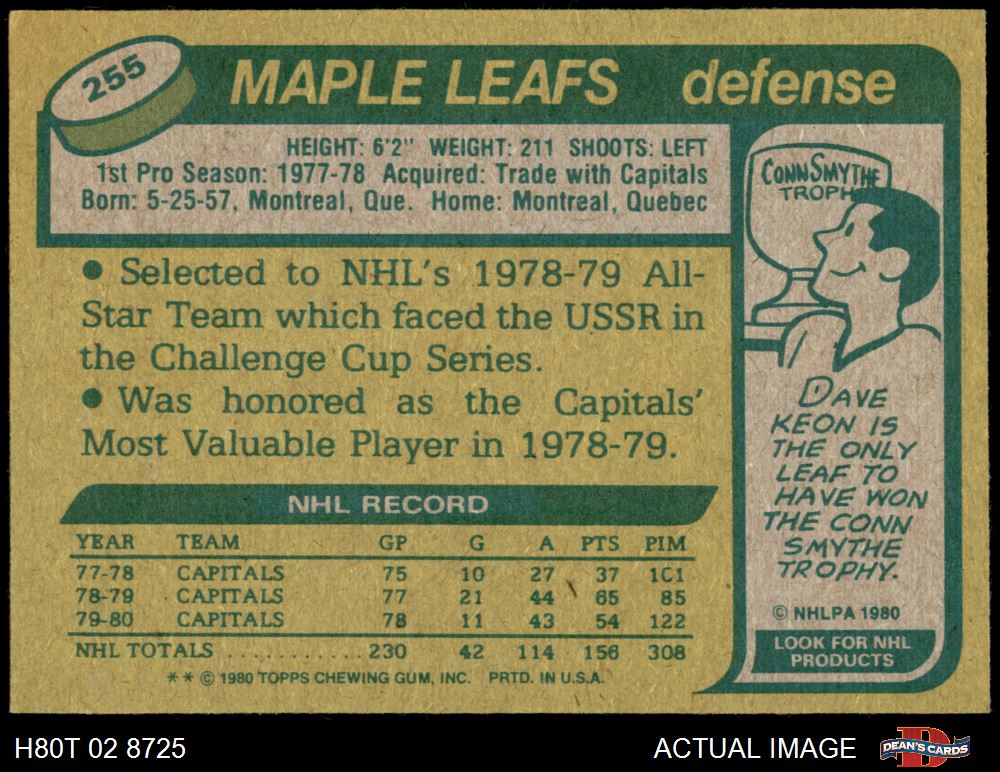 255
MAPLE LEAFS defense
HEIGHT: 6'2" WEIGHT: 211 SHOOTS: LEFT
1st Pro Season: 1977-78 Acquired: Trade with Capitals
Born: 5-25-57, Montreal, Que. Home: Montreal, Quebec
● Selected to NHL's 1978-79 All-
Star Team which faced the USSR in
the Challenge Cup Series.
● Was honored as the Capitals'
Most Valuable Player in 1978-79.
NHL RECORD
YEAR TEAM GP G A PTS PIM
77-78 CAPITALS 75 10 27 37 101
78-79 CAPITALS 77 21 44 65 85
79-80 CAPITALS 78 11 43 54 122
NHL TOTALS ............ 230 42 114 156 308
** © 1980 TOPPS CHEWING GUM, INC. PRTD. IN U.S.A.
CONN SMYTHE
TROPH
DAVE
KEON IS
THE ONLY
LEAF TO
HAVE WON
THE CONN
SMYTHE
TROPHY.
© NHLPA 1980
LOOK FOR NHL
PRODUCTS
H80T 02 8725
ACTUAL IMAGE
DEAN'S CARDS